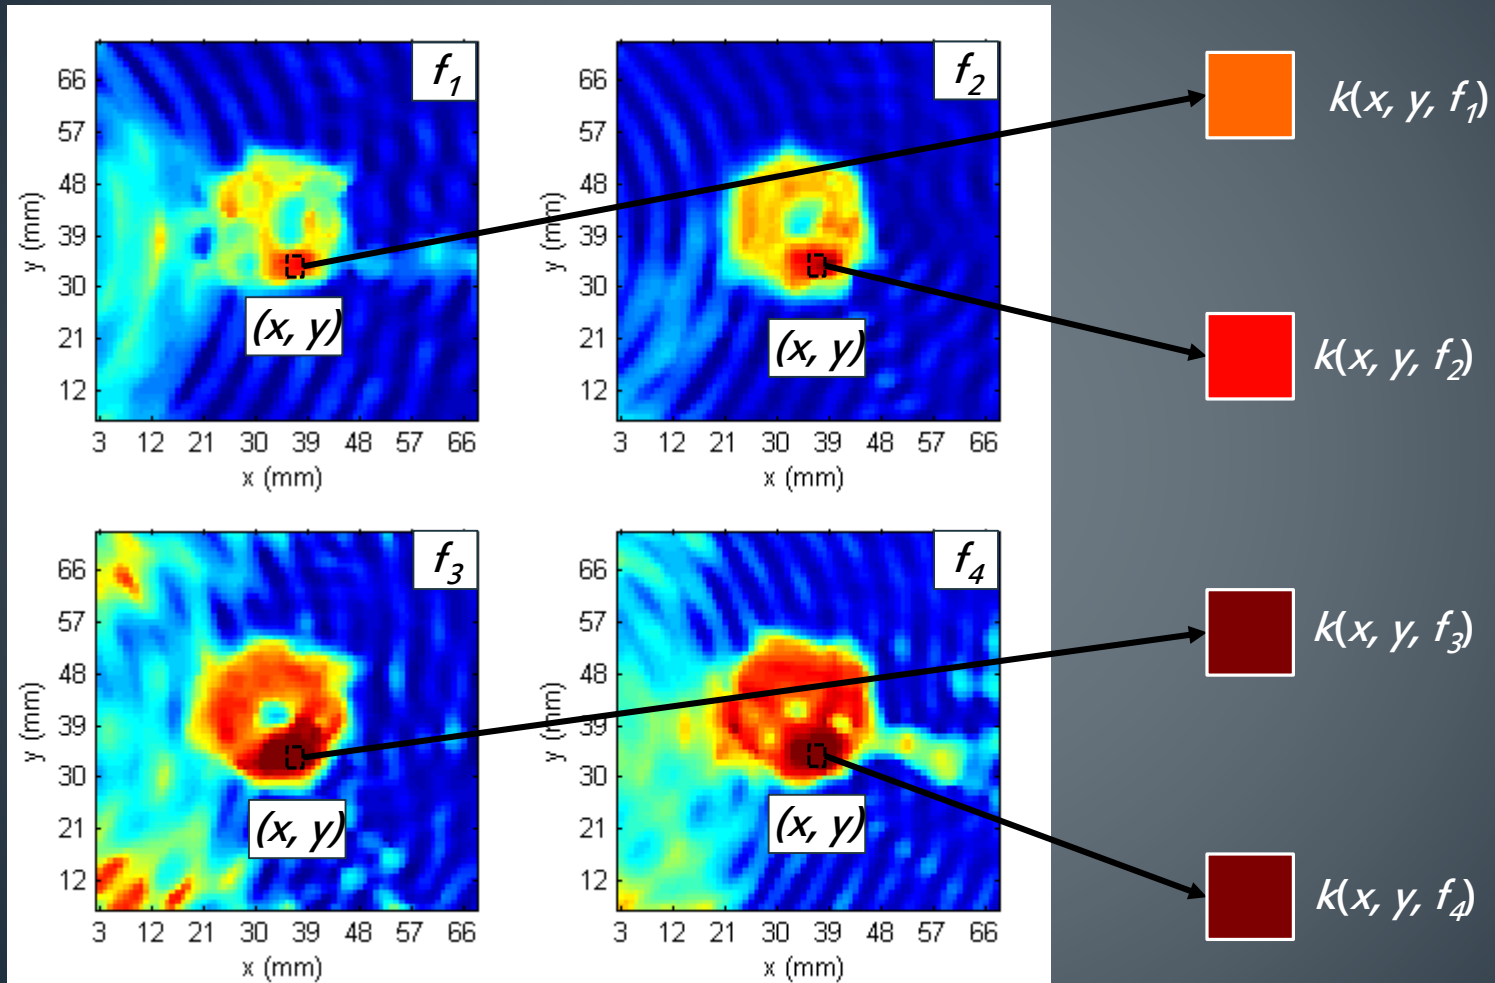 f₁
66
57
48
39
30
21
12
y (mm)
(x, y)
3 12 21 30 39 48 57 66
x (mm)
f₂
66
57
48
39
30
21
12
y (mm)
(x, y)
3 12 21 30 39 48 57 66
x (mm)
k(x, y, f₁)
k(x, y, f₂)
f₃
66
57
48
39
30
21
12
y (mm)
(x, y)
3 12 21 30 39 48 57 66
x (mm)
f₄
66
57
48
39
30
21
12
y (mm)
(x, y)
3 12 21 30 39 48 57 66
x (mm)
k(x, y, f₃)
k(x, y, f₄)